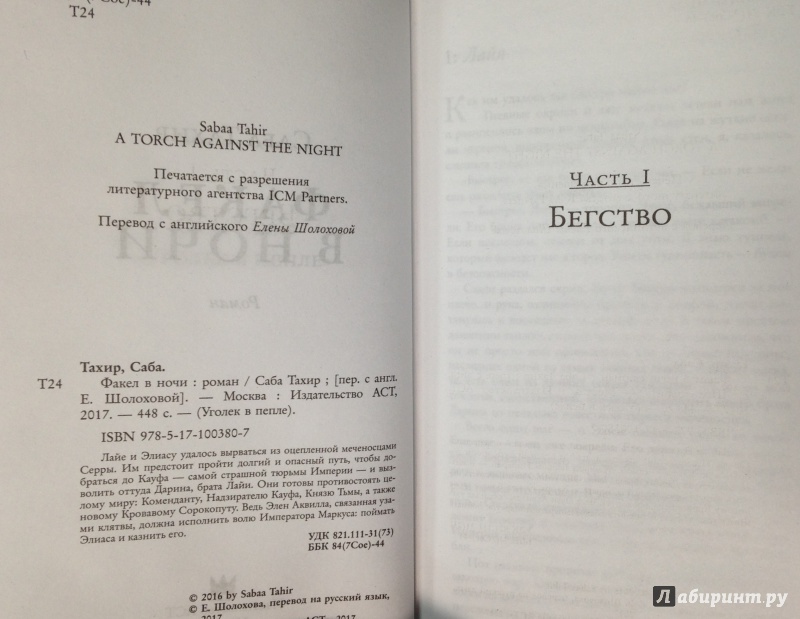 Т24
Sabaa Tahir
A TORCH AGAINST THE NIGHT
Печатается с разрешения
литературного агентства ICM Partners.
Перевод с английского Елены Шолоховой
Роман
Тахир, Саба.
Т24 Факел в ночи : роман / Саба Тахир ; [пер. с англ.
Е. Шолоховой]. — Москва : Издательство АСТ,
2017. — 448 с. — (Уголек в пепле).
ISBN 978-5-17-100380-7
Лайе и Элиасу удалось вырваться из оцепленной меченосцами
Серры. Им предстоит пройти долгий и опасный путь, чтобы до-
браться до Кауфа — самой страшной тюрьмы Империи — и выз-
волить оттуда Дарина, брата Лайи. Они готовы противостоять це-
лому миру: Коменданту, Надзирателю Кауфа, Князю Тьмы, а также
новому Кровавому Сорокопуту. Ведь Элен Аквилла, связанная уза-
ми клятвы, должна исполнить волю Императора Маркуса: поймать
Элиаса и казнить его.
УДК 821.111-31(73)
ББК 84(7Сое)-44
© 2016 by Sabaa Tahir
© Е. Шолохова, перевод на русский язык,
Часть I
Бегство
Лабиринт.ру